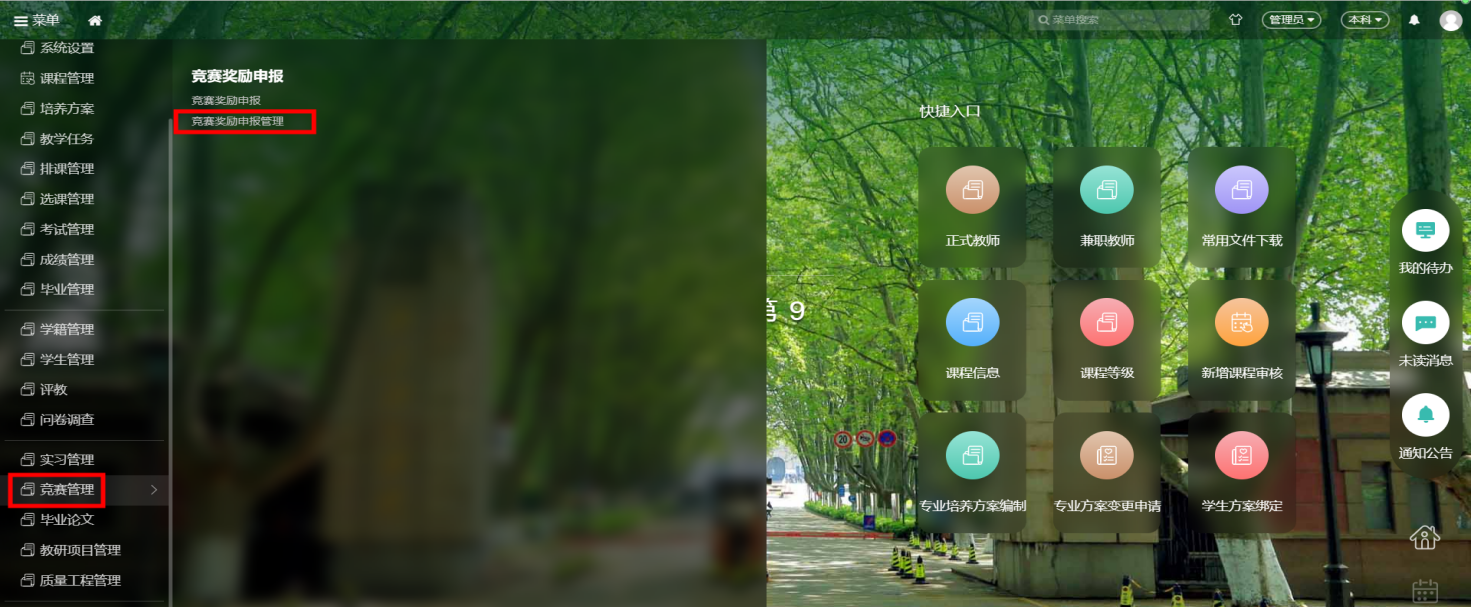 菜单
菜单搜索
管理员
本科
系统设置
课程管理
培养方案
教学任务
排课管理
选课管理
考试管理
成绩管理
毕业管理
学籍管理
学生管理
评教
问卷调查
实习管理
竞赛管理
毕业论文
教研项目管理
质量工程管理
竞赛奖励申报
竞赛奖励申报
竞赛奖励申报管理
9
快捷入口
正式教师
兼职教师
常用文件下载
课程信息
课程等级
新增课程审核
专业培养方案编制
专业方案变更申请
学生方案绑定
20
我的待办
未读消息
通知公告